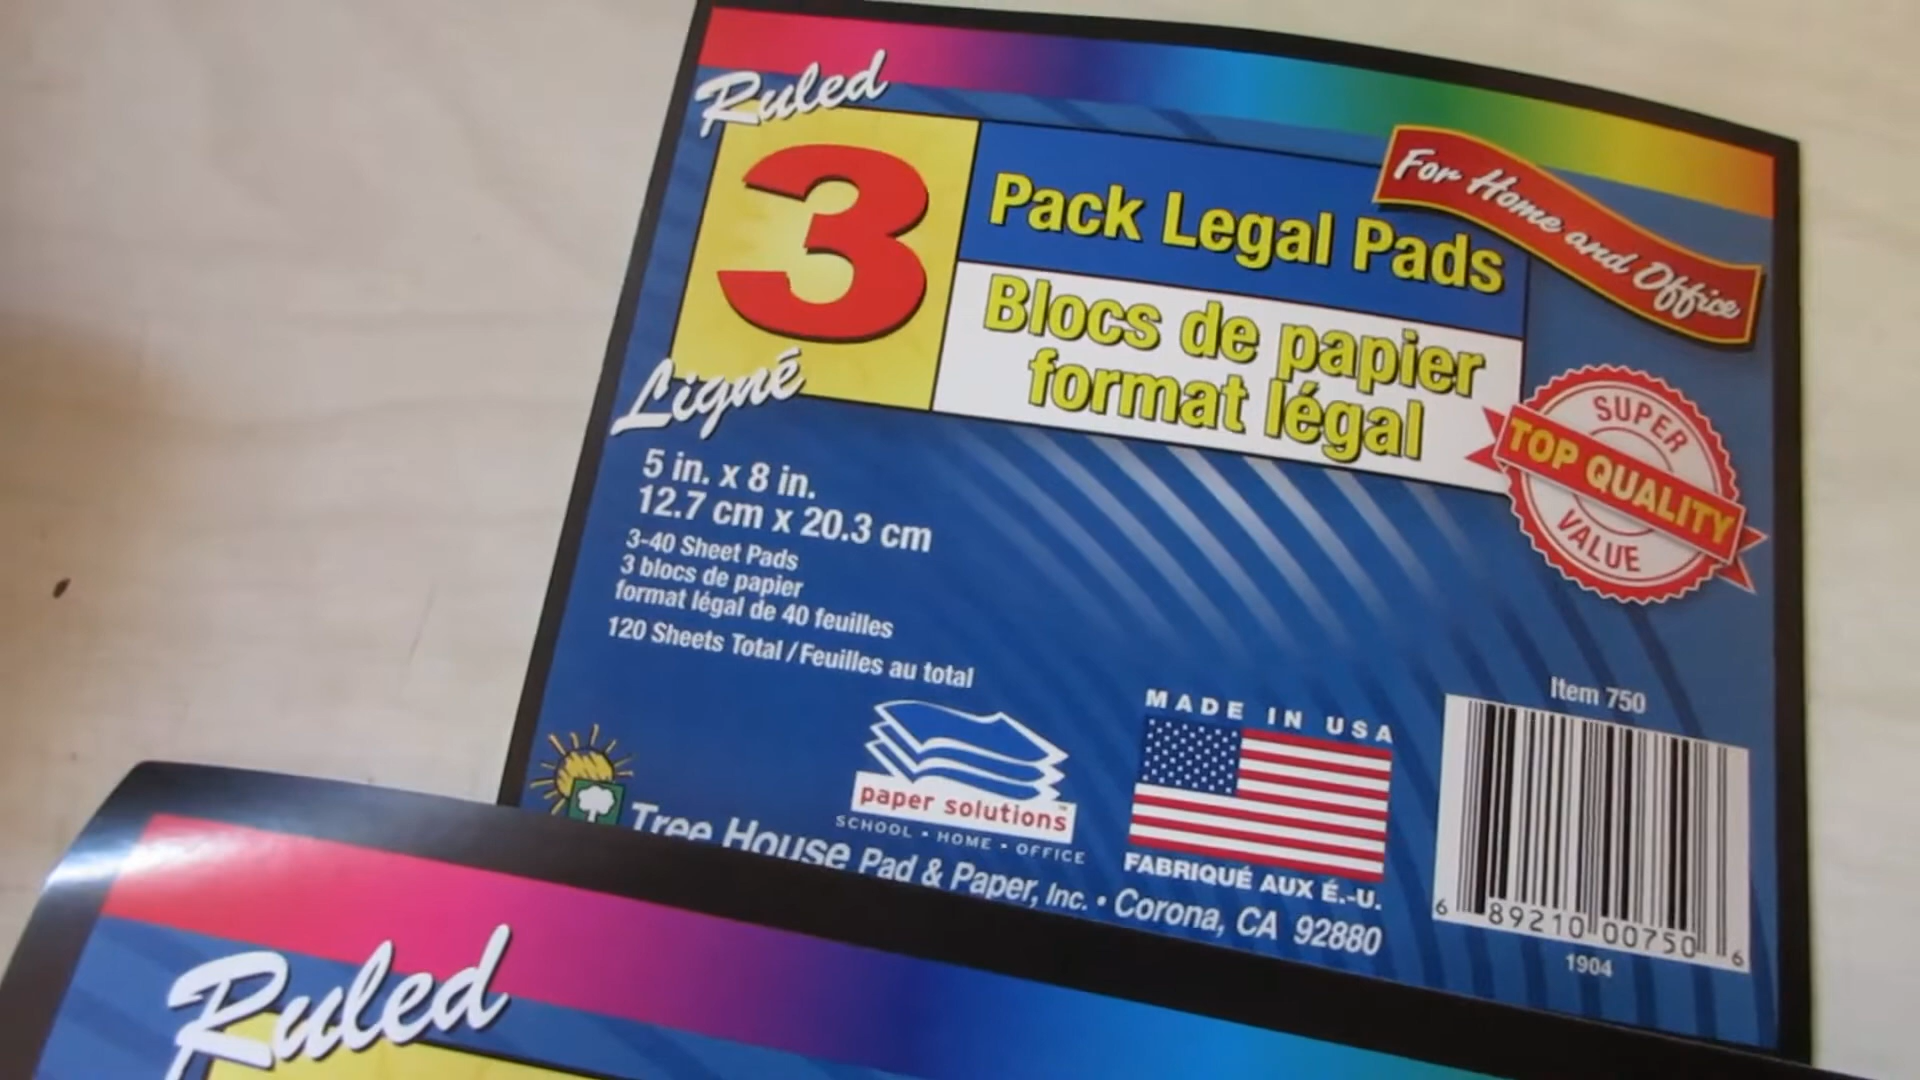 Ruled
3
Pack Legal Pads
For Home and Office
Blocs de papier
format légal
Ligné
SUPER
TOP QUALITY
VALUE
5 in. x 8 in.
12.7 cm x 20.3 cm
3-40 Sheet Pads
3 blocs de papier
format légal de 40 feuilles
120 Sheets Total / Feuilles au total
Item 750
MADE IN USA
paper solutions™
SCHOOL • HOME • OFFICE
FABRIQUÉ AUX É.-U.
Tree House Pad & Paper, Inc. • Corona, CA 92880
6 89210 00750 6
1904
Ruled